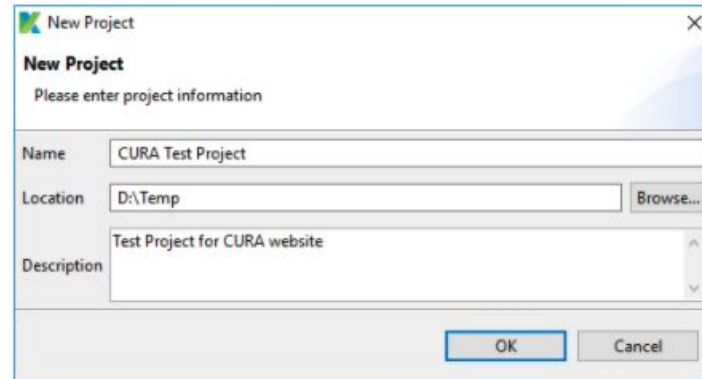 New Project
New Project
Please enter project information
Name CURA Test Project
Location D:\Temp Browse...
Description Test Project for CURA website
OK Cancel